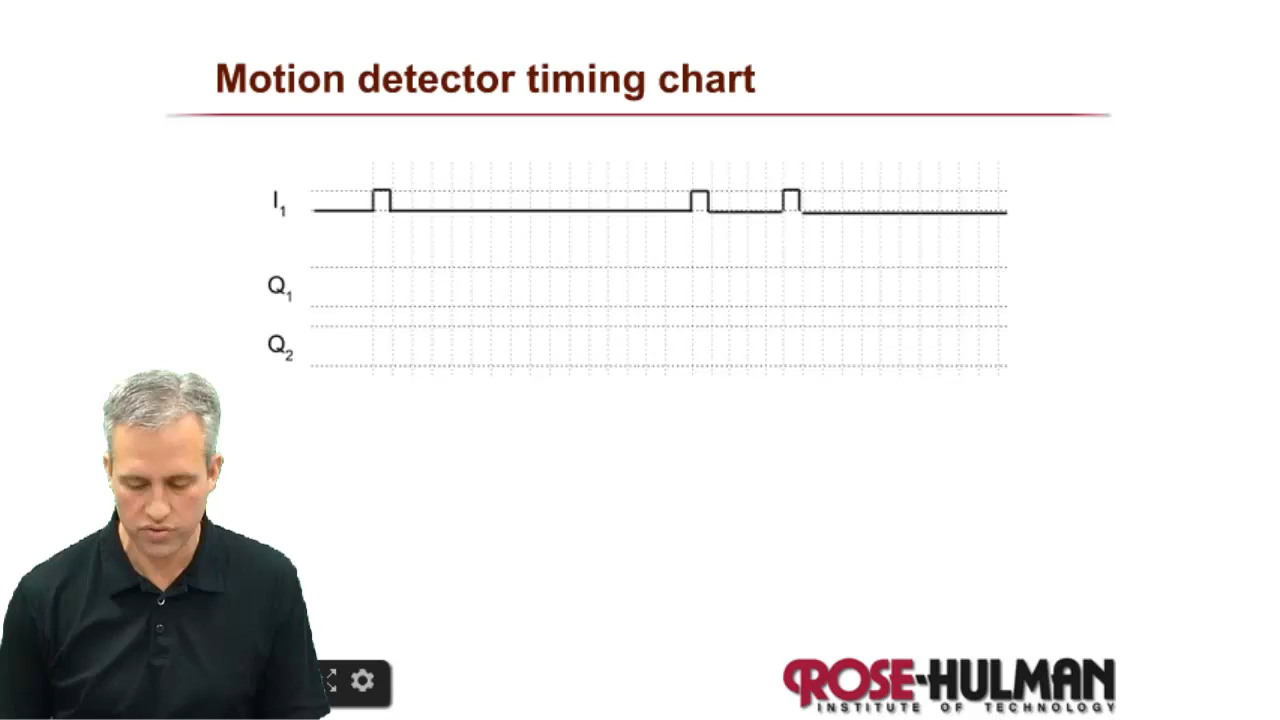 Motion detector timing chart
I1
Q1
Q2
ROSE-HULMAN
INSTITUTE OF TECHNOLOGY